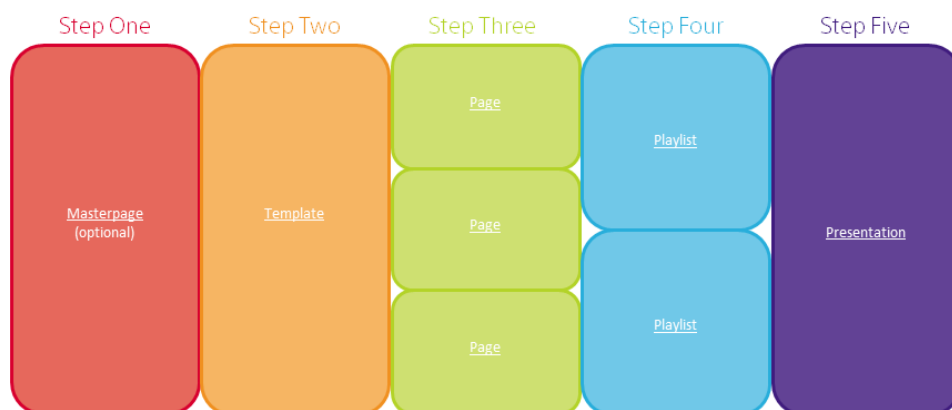 Step One
Step Two
Step Three
Step Four
Step Five
Masterpage
(optional)
Template
Page
Page
Page
Playlist
Playlist
Presentation